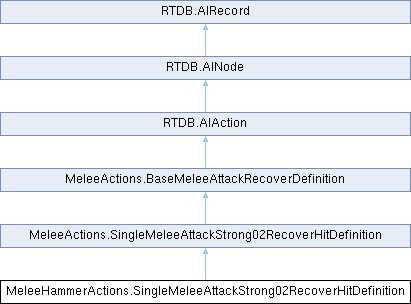 RTDB.AIRecord
RTDB.AINode
RTDB.AIAction
MeleeActions.BaseMeleeAttackRecoverDefinition
MeleeActions.SingleMeleeAttackStrong02RecoverHitDefinition
MeleeHammerActions.SingleMeleeAttackStrong02RecoverHitDefinition